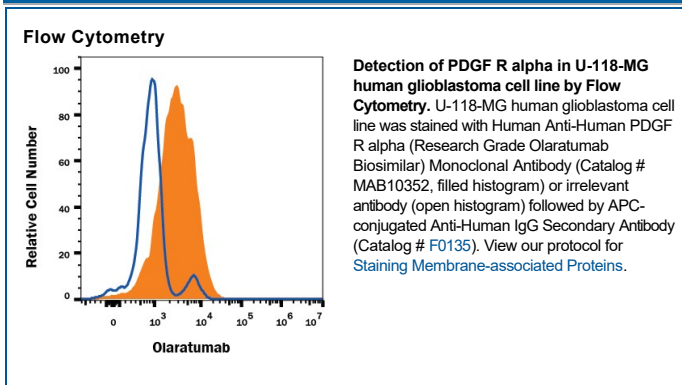 Flow Cytometry
Relative Cell Number
100
80
60
40
20
0
0
10³
10⁴
10⁵
10⁶
10⁷
Olaratumab
Detection of PDGF R alpha in U-118-MG
human glioblastoma cell line by Flow
Cytometry. U-118-MG human glioblastoma cell
line was stained with Human Anti-Human PDGF
R alpha (Research Grade Olaratumab
Biosimilar) Monoclonal Antibody (Catalog #
MAB10352, filled histogram) or irrelevant
antibody (open histogram) followed by APC-
conjugated Anti-Human IgG Secondary Antibody
(Catalog # F0135). View our protocol for
Staining Membrane-associated Proteins.